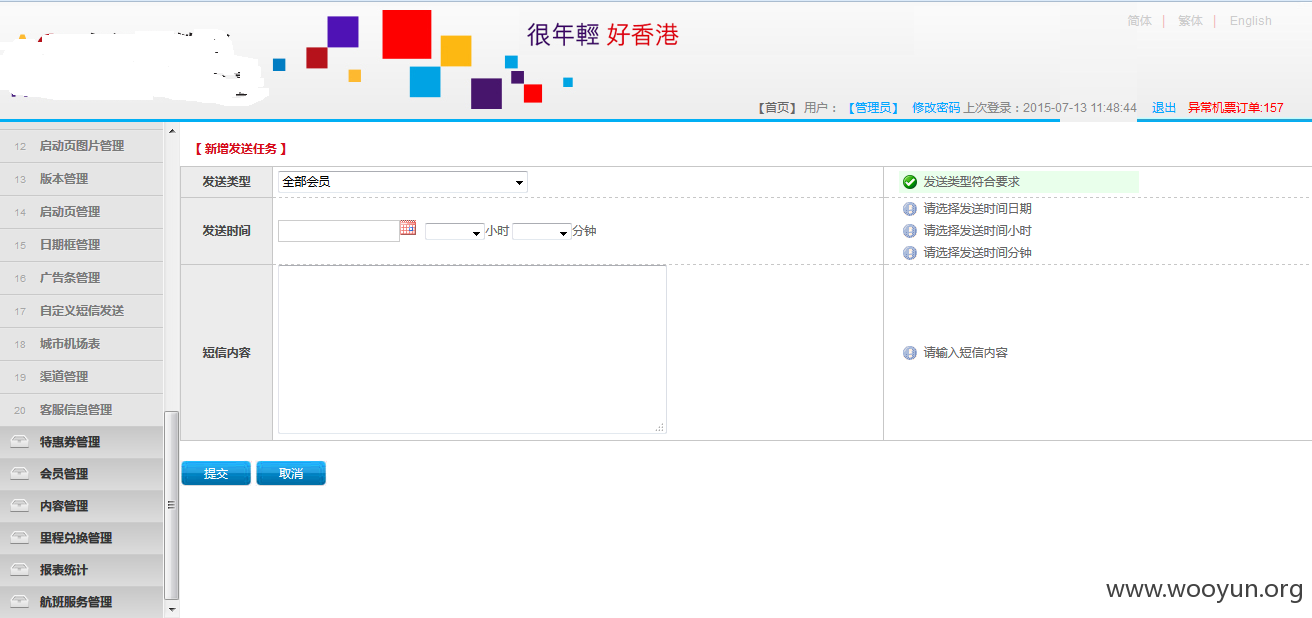 简体 | 繁体 | English
很年輕 好香港
【首页】 用户： 【管理员】 修改密码 上次登录：2015-07-13 11:48:44 退出 异常机票订单:157
12 启动页图片管理
13 版本管理
14 启动页管理
15 日期框管理
16 广告条管理
17 自定义短信发送
18 城市机场表
19 渠道管理
20 客服信息管理
特惠券管理
会员管理
内容管理
里程兑换管理
报表统计
航班服务管理
【 新增发送任务 】
发送类型 全部会员 发送类型符合要求
发送时间 小时 分钟
请选择发送时间日期
请选择发送时间小时
请选择发送时间分钟
短信内容 请输入短信内容
提交 取消
www.wooyun.org